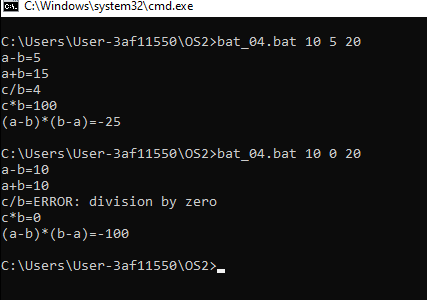 C:\Windows\system32\cmd.exe
C:\Users\User-3af11550\OS2>bat_04.bat 10 5 20
a-b=5
a+b=15
c/b=4
c*b=100
(a-b)*(b-a)=-25
C:\Users\User-3af11550\OS2>bat_04.bat 10 0 20
a-b=10
a+b=10
c/b=ERROR: division by zero
c*b=0
(a-b)*(b-a)=-100
C:\Users\User-3af11550\OS2>